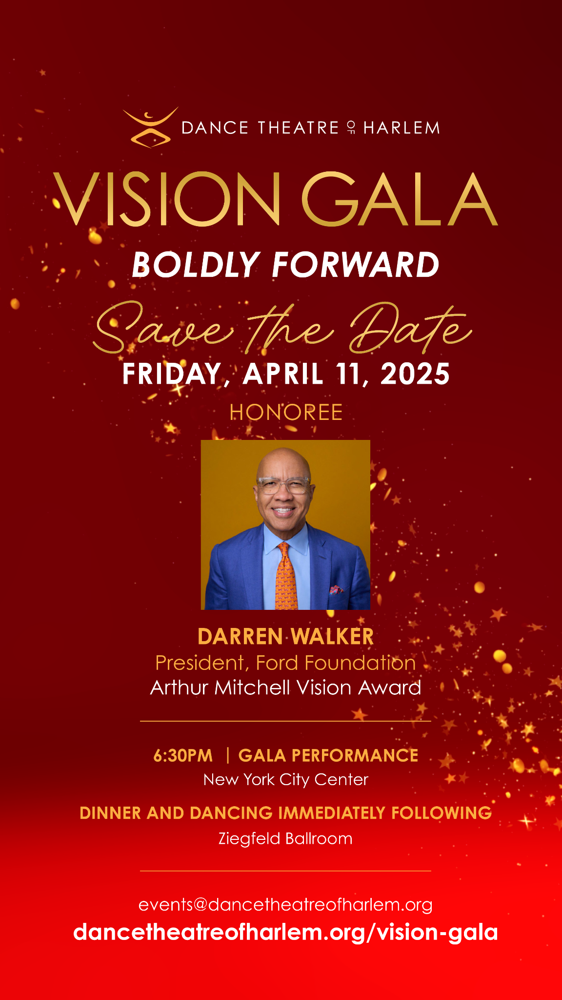 DANCE THEATRE OF HARLEM
VISION GALA
BOLDLY FORWARD
Save the Date
FRIDAY, APRIL 11, 2025
HONOREE
DARREN WALKER
President, Ford Foundation
Arthur Mitchell Vision Award
6:30PM | GALA PERFORMANCE
New York City Center
DINNER AND DANCING IMMEDIATELY FOLLOWING
Ziegfeld Ballroom
events@dancetheatreofharlem.org
dancetheatreofharlem.org/vision-gala